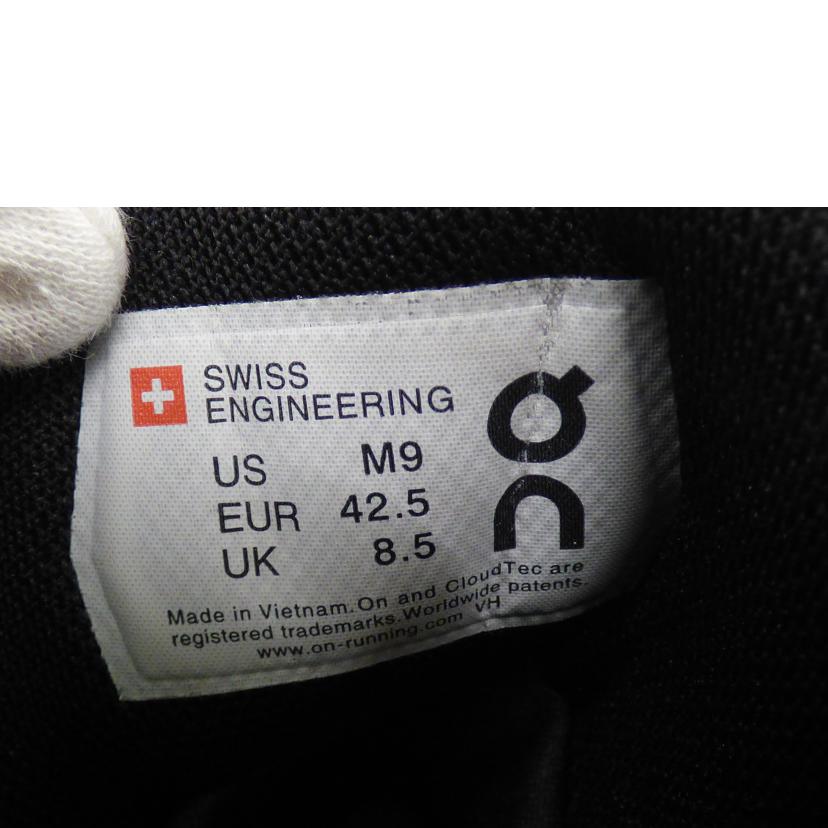 SWISS
ENGINEERING
US M9
EUR 42.5
UK 8.5
On
Made in Vietnam. On and CloudTec are
registered trademarks. Worldwide patents.
www.on-running.com VH